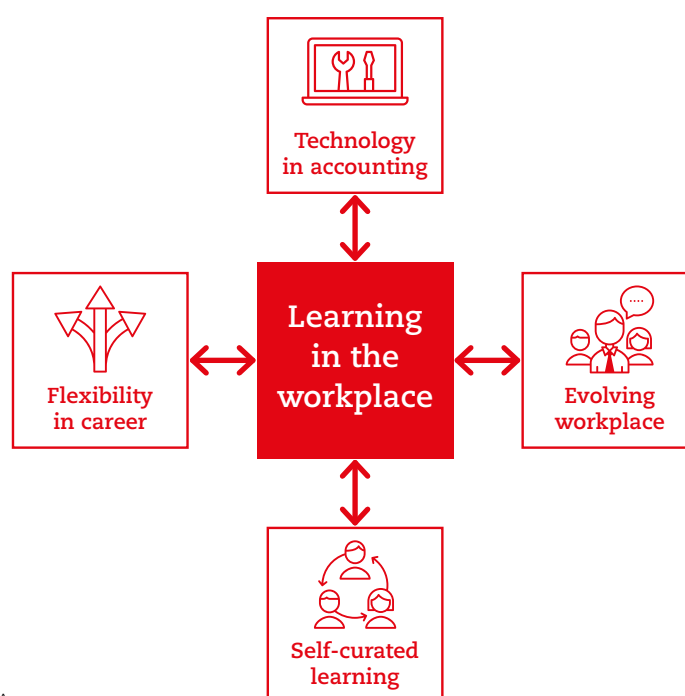 Technology
in accounting
Flexibility
in career
Learning
in the
workplace
Evolving
workplace
Self-curated
learning